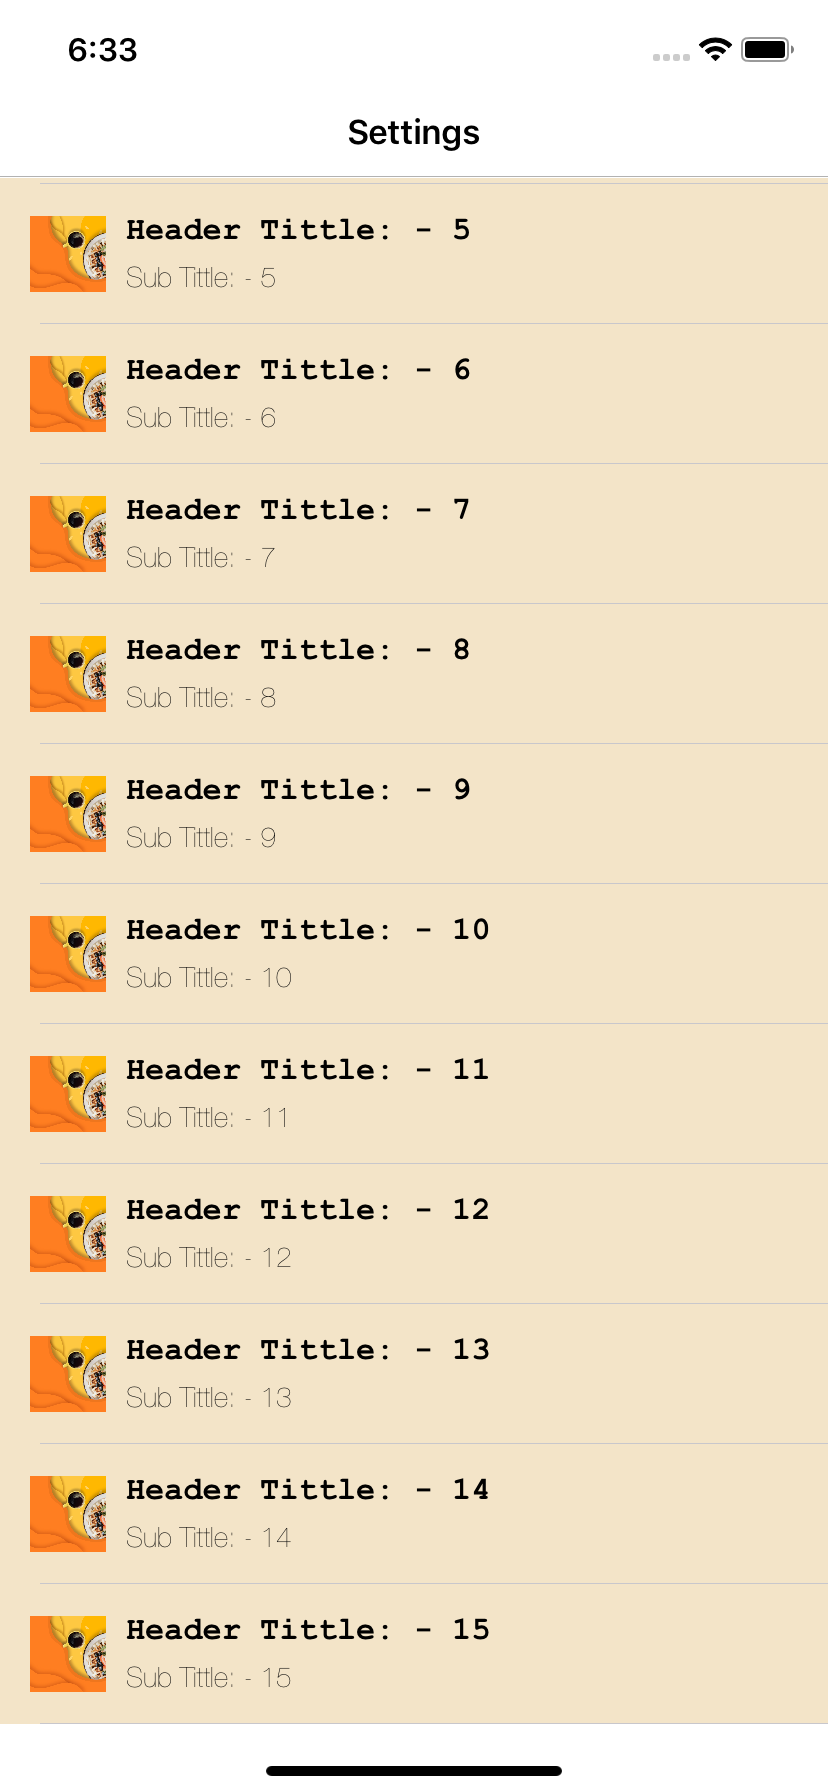 6:33
Settings
Header Tittle: - 5
Sub Tittle: - 5
Header Tittle: - 6
Sub Tittle: - 6
Header Tittle: - 7
Sub Tittle: - 7
Header Tittle: - 8
Sub Tittle: - 8
Header Tittle: - 9
Sub Tittle: - 9
Header Tittle: - 10
Sub Tittle: - 10
Header Tittle: - 11
Sub Tittle: - 11
Header Tittle: - 12
Sub Tittle: - 12
Header Tittle: - 13
Sub Tittle: - 13
Header Tittle: - 14
Sub Tittle: - 14
Header Tittle: - 15
Sub Tittle: - 15